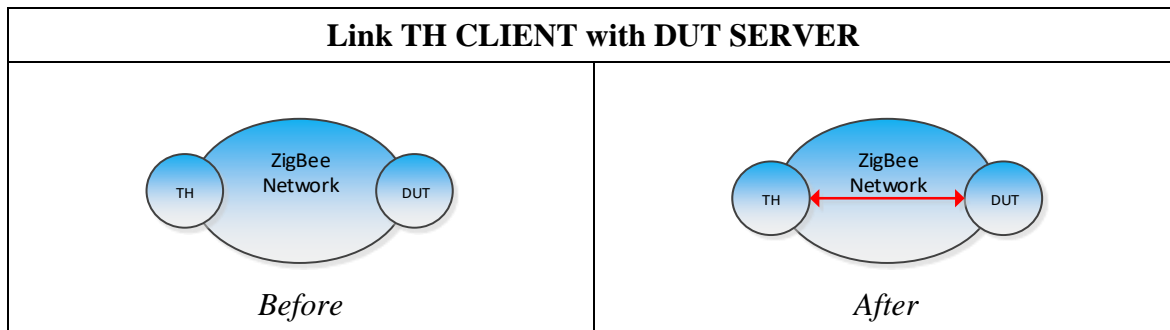 Link TH CLIENT with DUT SERVER
ZigBee
Network
TH
DUT
Before
ZigBee
Network
TH
DUT
After